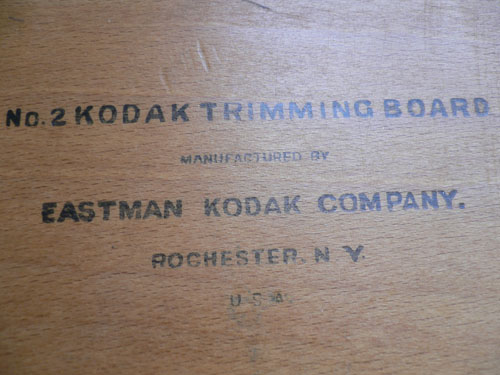 No. 2 KODAK TRIMMING BOARD
MANUFACTURED BY
EASTMAN KODAK COMPANY.
ROCHESTER, N. Y.
U. S. A.